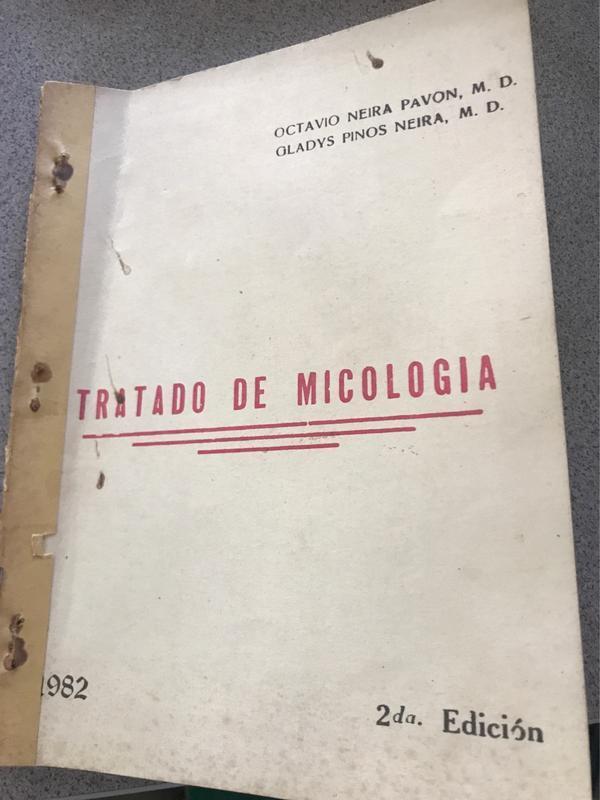 OCTAVIO NEIRA PAVON, M. D.
GLADYS PINOS NEIRA, M. D.
TRATADO DE MICOLOGIA
1982
2da. Edición